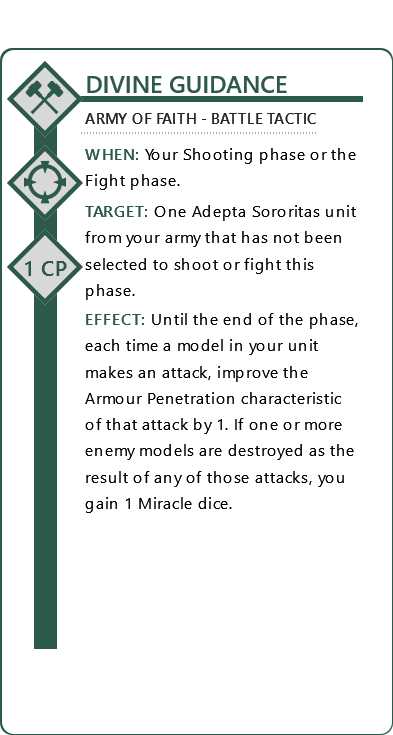 DIVINE GUIDANCE
ARMY OF FAITH - BATTLE TACTIC
WHEN: Your Shooting phase or the
Fight phase.
TARGET: One Adepta Sororitas unit
from your army that has not been
selected to shoot or fight this
phase.
1 CP
EFFECT: Until the end of the phase,
each time a model in your unit
makes an attack, improve the
Armour Penetration characteristic
of that attack by 1. If one or more
enemy models are destroyed as the
result of any of those attacks, you
gain 1 Miracle dice.